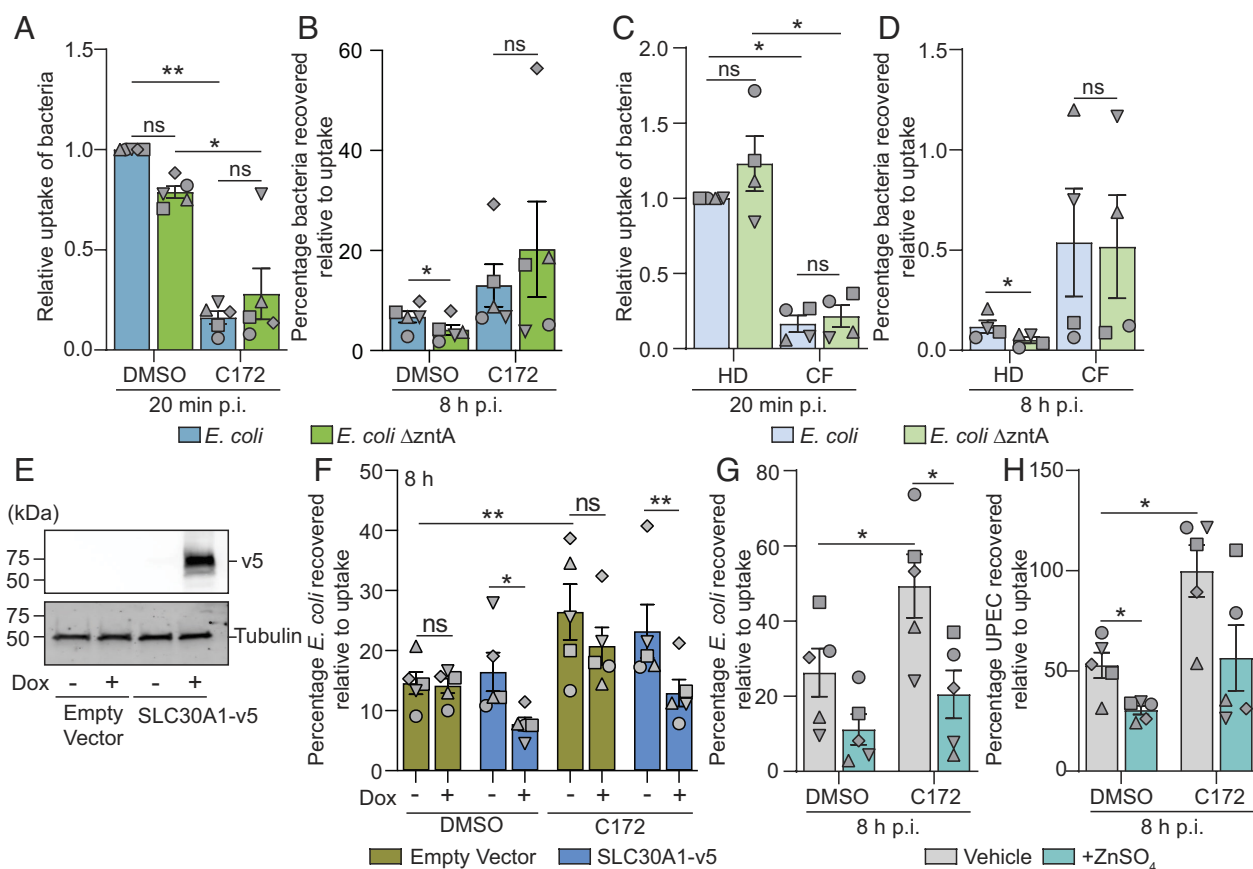 A
Relative uptake of bacteria
1.0
0.5
0.0
**
ns
*
ns
DMSO
C172
20 min p.i.
B
Percentage bacteria recovered
relative to uptake
60
40
20
0
*
ns
DMSO
C172
8 h p.i.
C
Relative uptake of bacteria
2.0
1.5
1.0
0.5
0.0
*
*
ns
ns
HD
CF
20 min p.i.
D
Percentage bacteria recovered
relative to uptake
1.5
1.0
0.5
0.0
*
ns
HD
CF
8 h p.i.
E. coli
E. coli ΔzntA
E. coli
E. coli ΔzntA
E
(kDa)
75
50
v5
75
50
Tubulin
Dox - + - +
Empty
Vector
SLC30A1-v5
F
Percentage E. coli recovered
relative to uptake
50
40
30
20
10
0
8 h
**
ns
**
ns
*
Dox - + - + - + - +
DMSO
C172
Empty Vector
SLC30A1-v5
G
Percentage E. coli recovered
relative to uptake
80
60
40
20
0
*
*
DMSO
C172
8 h p.i.
H
Percentage UPEC recovered
relative to uptake
150
100
50
0
*
*
DMSO
C172
8 h p.i.
Vehicle
+ZnSO4